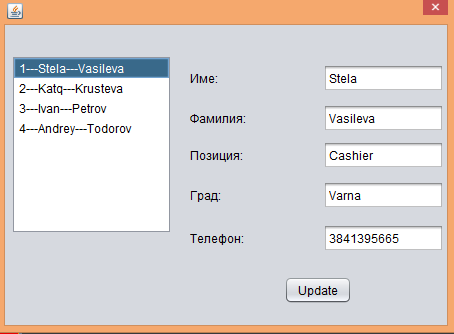 1---Stela---Vasileva
2---Katq---Krusteva
3---Ivan---Petrov
4---Andrey---Todorov
Име: Stela
Фамилия: Vasileva
Позиция: Cashier
Град: Varna
Телефон: 3841395665
Update